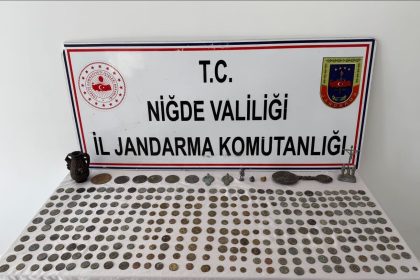 T.C.
NİĞDE VALİLİĞİ
İL JANDARMA KOMUTANLIĞI